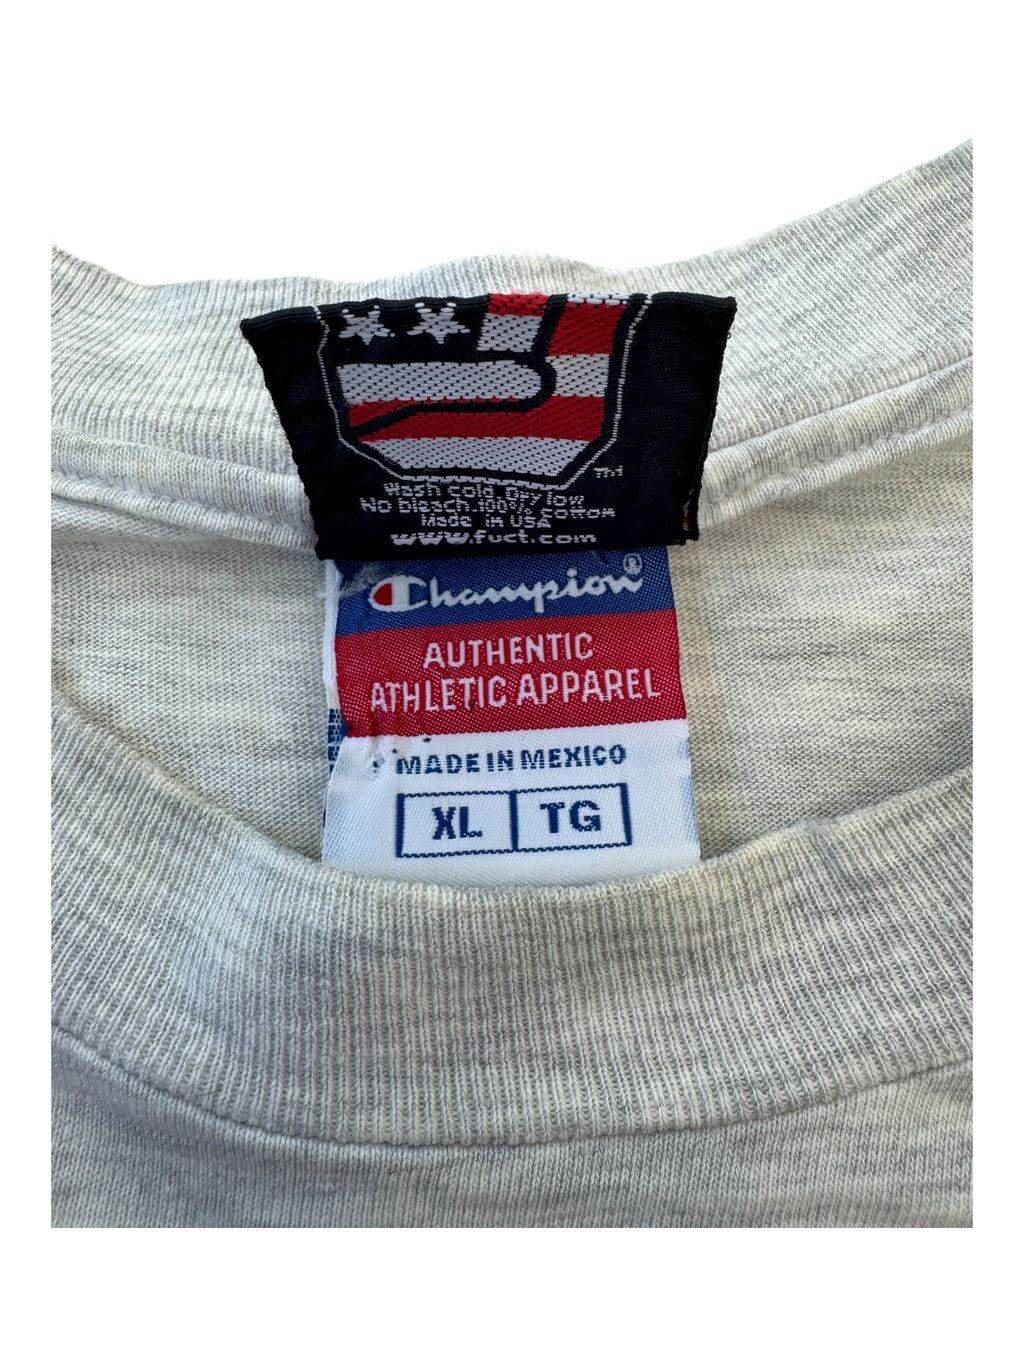 TM
Wash cold. Dry low
No bleach. 100% cotton
Made in USA
www.fuct.com
Champion®
AUTHENTIC
ATHLETIC APPAREL
MADE IN MEXICO
XL TG